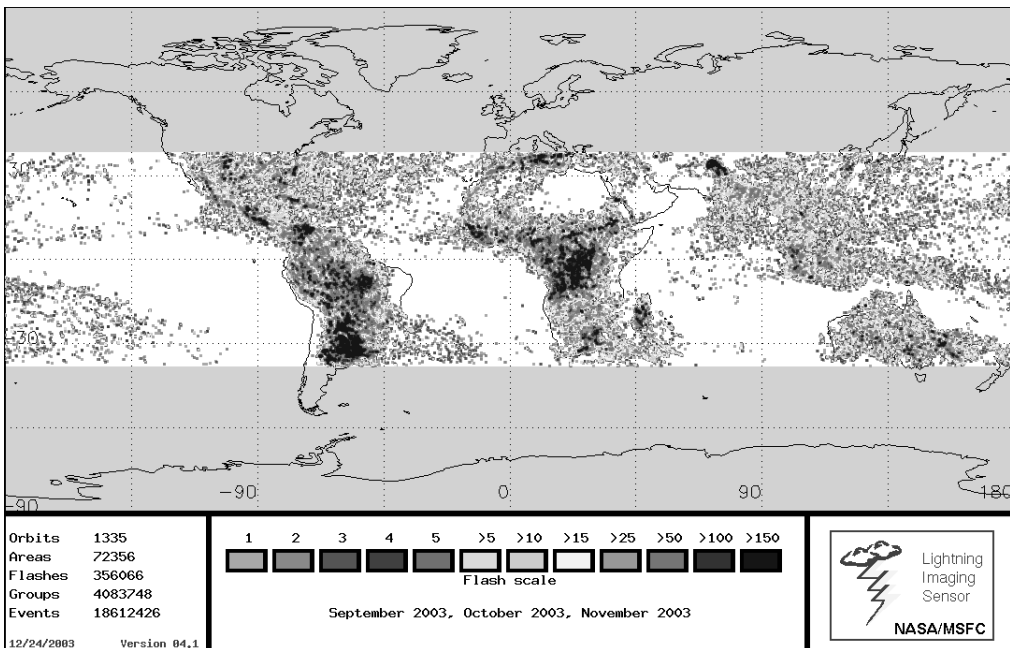 30
-30
-90
-90 0 90 180
Orbits 1335
Areas 72356
Flashes 356066
Groups 4083748
Events 18612426
12/24/2003 Version 04.1
1 2 3 4 5 >5 >10 >15 >25 >50 >100 >150
Flash scale
September 2003, October 2003, November 2003
Lightning
Imaging
Sensor
NASA/MSFC